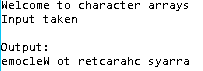 Welcome to character arrays
Input taken
Output:
emocleW ot retcarahc syarra